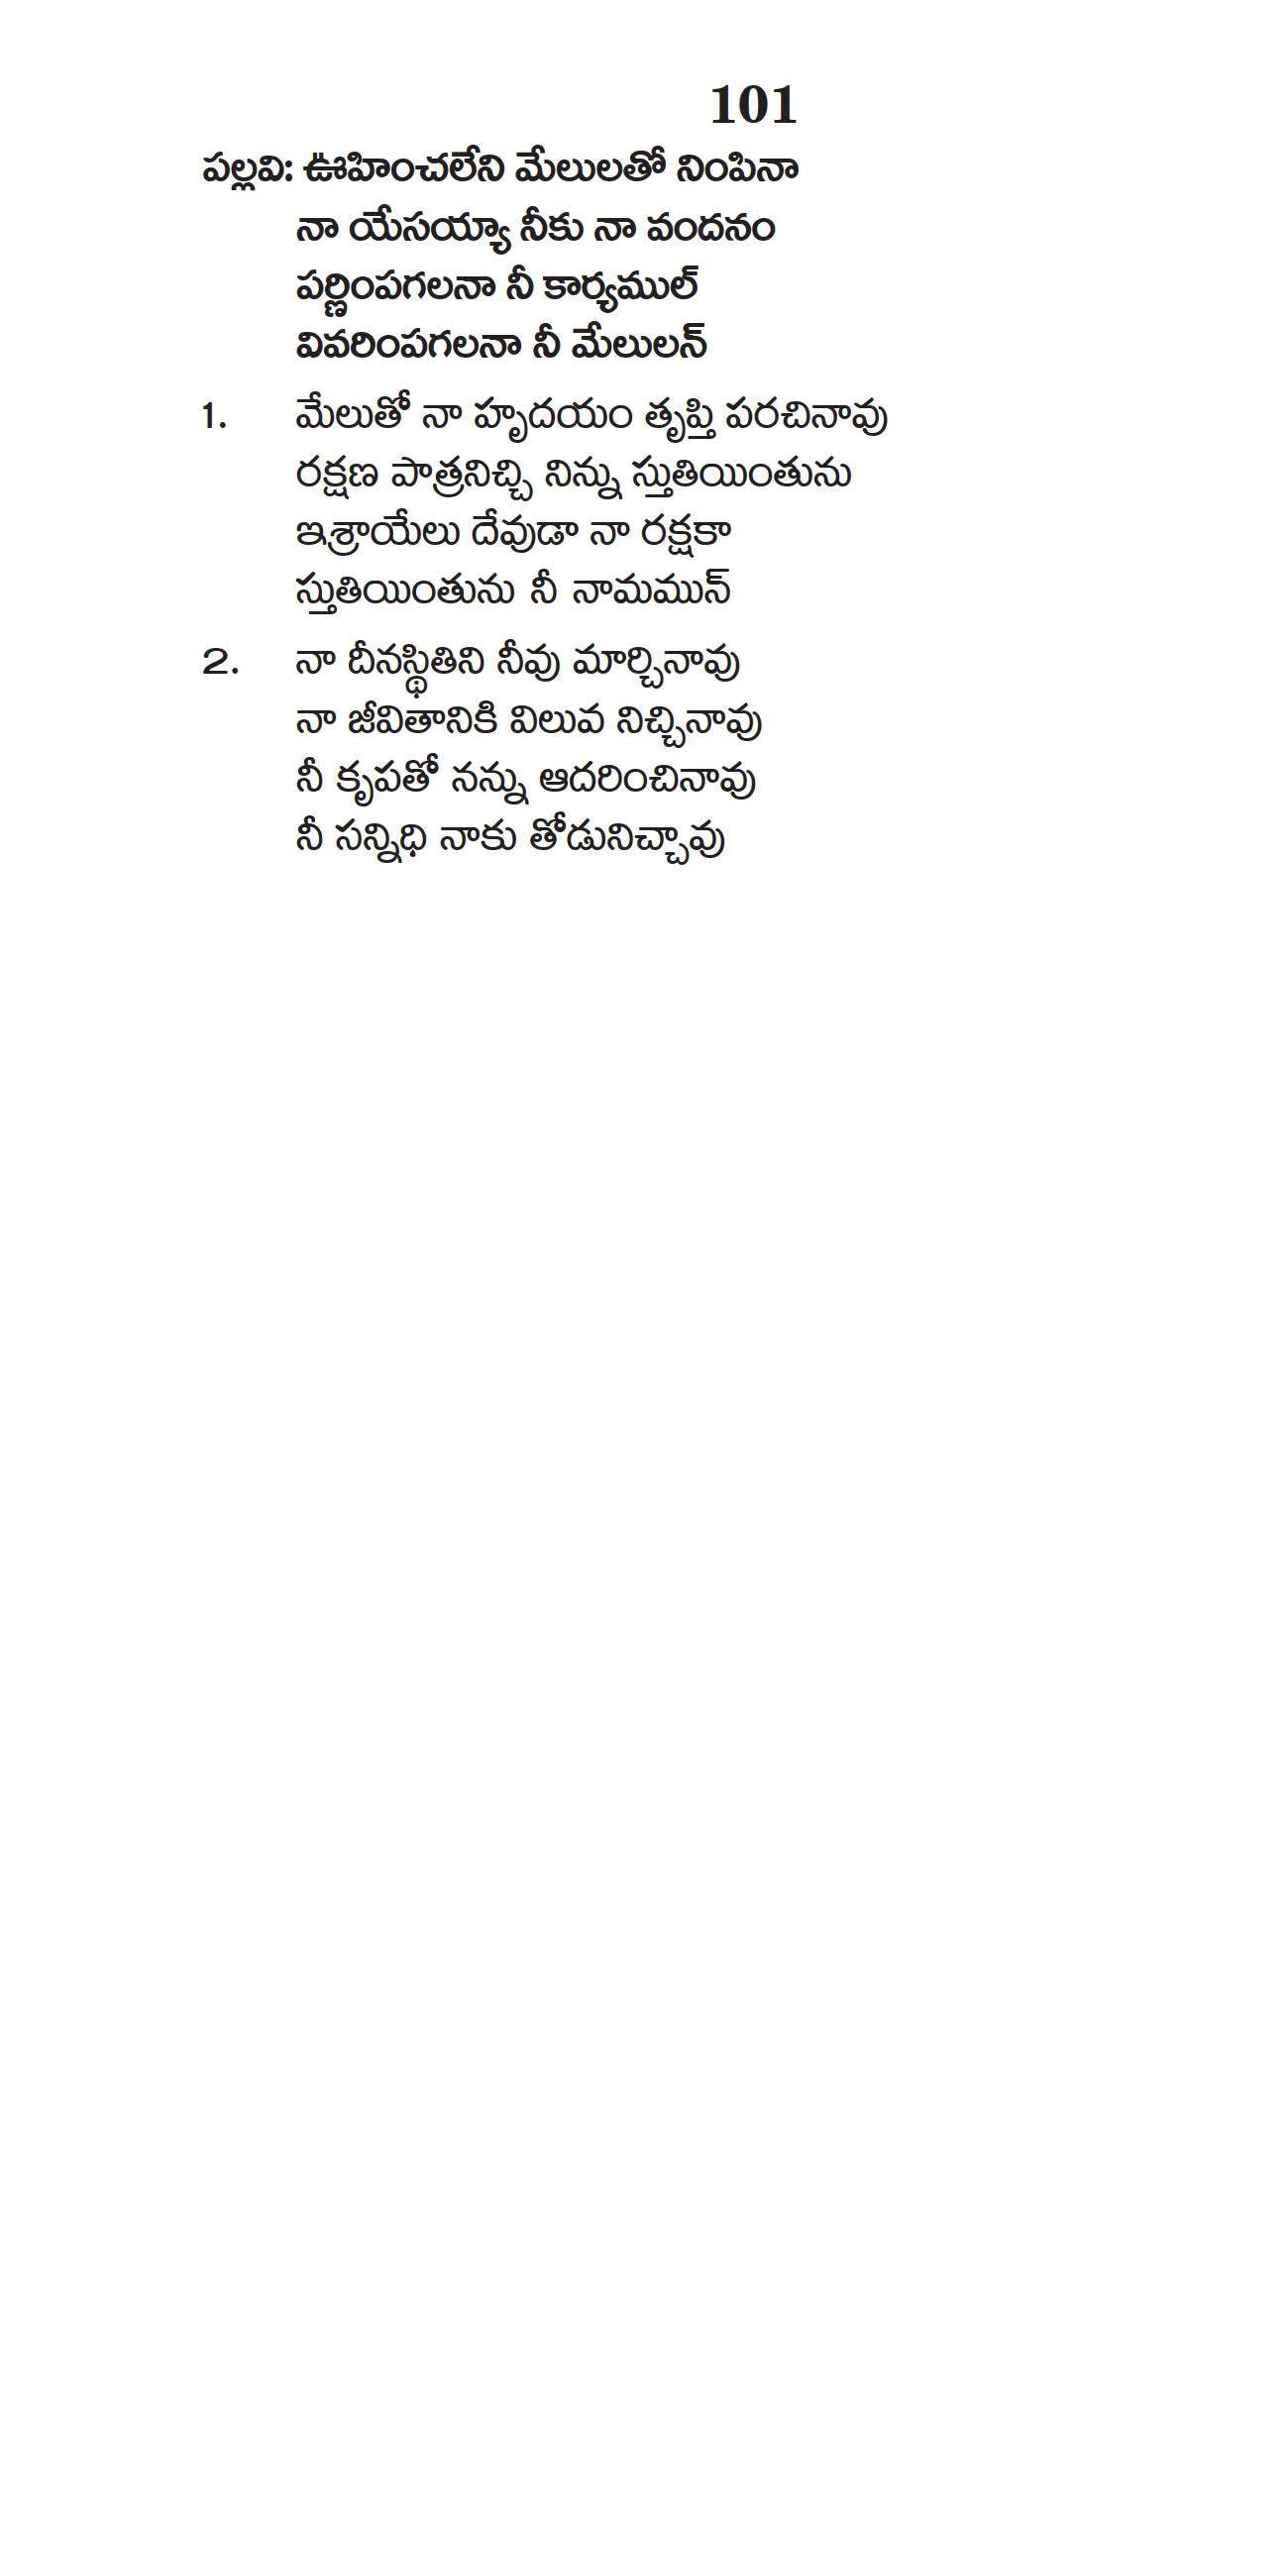 101
పల్లవి: ఊహించలేని మేలులతో నింపినా
నా యేసయ్యా నీకు నా వందనం
పర్ణింపగలనా నీ కార్యముల్
వివరింపగలనా నీ మేలులన్
1. మేలుతో నా హృదయం తృప్తి పరచినావు
రక్షణ పాత్రనిచ్చి నిన్ను స్తుతియింతును
ఇశ్రాయేలు దేవుడా నా రక్షకా
స్తుతియింతును నీ నామమున్
2. నా దీనస్థితిని నీవు మార్చినావు
నా జీవితానికి విలువ నిచ్చినావు
నీ కృపతో నన్ను ఆదరించినావు
నీ సన్నిధి నాకు తోడునిచ్చావు